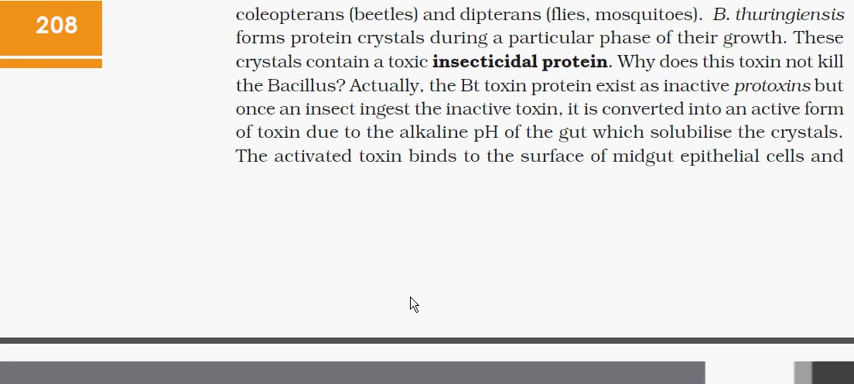 208
coleopterans (beetles) and dipterans (flies, mosquitoes). B. thuringiensis
forms protein crystals during a particular phase of their growth. These
crystals contain a toxic insecticidal protein. Why does this toxin not kill
the Bacillus? Actually, the Bt toxin protein exist as inactive protoxins but
once an insect ingest the inactive toxin, it is converted into an active form
of toxin due to the alkaline pH of the gut which solubilise the crystals.
The activated toxin binds to the surface of midgut epithelial cells and